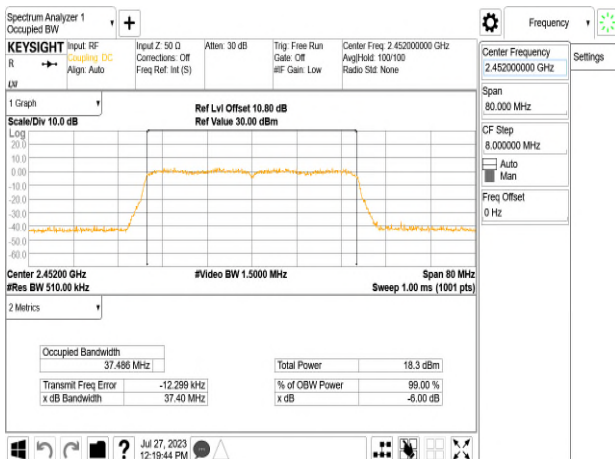 Spectrum Analyzer 1
Occupied BW
Frequency
KEYSIGHT
R
Input: RF
Coupling: DC
Align: Auto
Input Z: 50 Ω
Corrections: Off
Freq Ref: Int (S)
Atten: 30 dB
Trig: Free Run
Gate: Off
#IF Gain: Low
Center Freq: 2.452000000 GHz
Avg|Hold: 100/100
Radio Std: None
Center Frequency
2.452000000 GHz
Settings
Span
80.000 MHz
CF Step
8.000000 MHz
Auto
Man
Freq Offset
0 Hz
1 Graph
Scale/Div 10.0 dB
Ref Lvl Offset 10.80 dB
Ref Value 30.00 dBm
Log
20.0
10.0
0.00
-10.0
-20.0
-30.0
-40.0
-50.0
-60.0
Center 2.45200 GHz
#Res BW 510.00 kHz
#Video BW 1.5000 MHz
Span 80 MHz
Sweep 1.00 ms (1001 pts)
2 Metrics
Occupied Bandwidth
37.486 MHz
Total Power 18.3 dBm
Transmit Freq Error -12.299 kHz
% of OBW Power 99.00 %
x dB Bandwidth 37.40 MHz
x dB -6.00 dB
?
Jul 27, 2023
12:19:44 PM